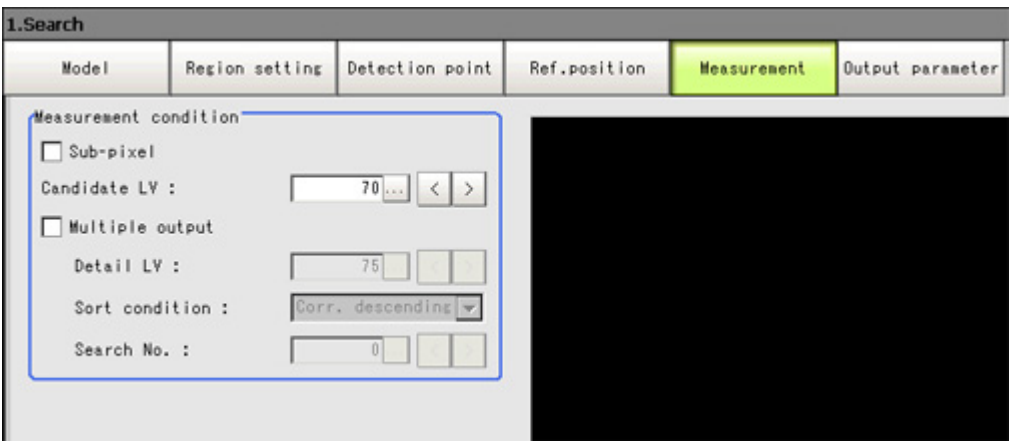 1.Search
Model Region setting Detection point Ref.position Measurement Output parameter
Measurement condition
Sub-pixel
Candidate LV : 70 ... < >
Multiple output
Detail LV : 75 ... < >
Sort condition : Corr. descending
Search No. : 0 ... < >